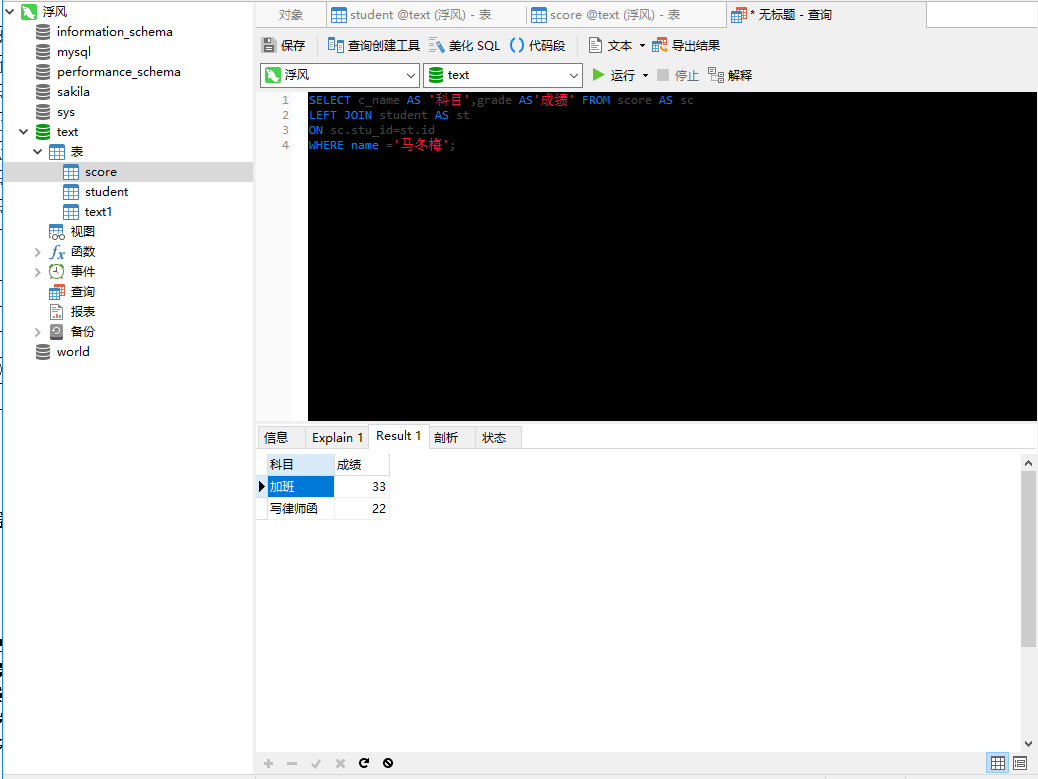 浮风
information_schema
mysql
performance_schema
sakila
sys
text
表
score
student
text1
视图
函数
事件
查询
报表
备份
world
对象 student @text (浮风) - 表 score @text (浮风) - 表 * 无标题 - 查询
保存 查询创建工具 美化 SQL () 代码段 文本 导出结果
浮风 text 运行 停止 解释
1 SELECT c_name AS '科目',grade AS'成绩' FROM score AS sc
2 LEFT JOIN student AS st
3 ON sc.stu_id=st.id
4 WHERE name ='马冬梅';
信息 Explain 1 Result 1 剖析 状态
科目 成绩
加班 33
写律师函 22